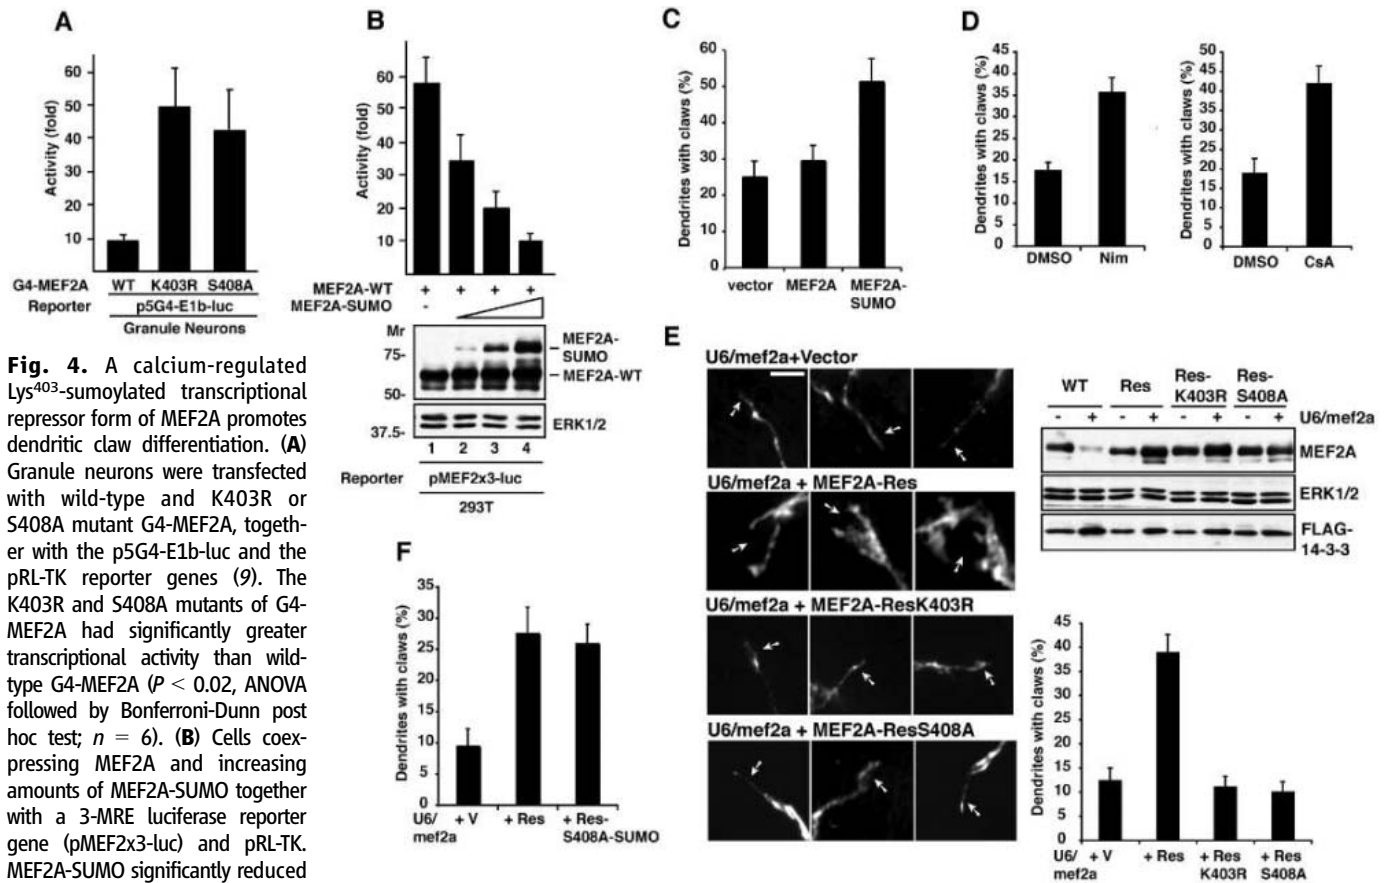 A
Activity (fold)
60
50
40
30
20
10
G4-MEF2A WT K403R S408A
Reporter p5G4-E1b-luc
Granule Neurons
B
Activity (fold)
60
40
30
20
10
MEF2A-WT + + + +
MEF2A-SUMO -
Mr
75-
50-
37.5-
MEF2A-
SUMO
MEF2A-WT
ERK1/2
1 2 3 4
Reporter pMEF2x3-luc
293T
C
Dendrites with claws (%)
60
50
40
30
20
10
0
vector MEF2A MEF2A-
SUMO
D
Dendrites with claws (%)
45
40
35
30
25
20
15
10
5
0
DMSO Nim
Dendrites with claws (%)
50
45
40
35
30
25
20
15
10
5
0
DMSO CsA
Fig. 4. A calcium-regulated
Lys403-sumoylated transcriptional
repressor form of MEF2A promotes
dendritic claw differentiation. (A)
Granule neurons were transfected
with wild-type and K403R or
S408A mutant G4-MEF2A, togeth-
er with the p5G4-E1b-luc and the
pRL-TK reporter genes (9). The
K403R and S408A mutants of G4-
MEF2A had significantly greater
transcriptional activity than wild-
type G4-MEF2A (P < 0.02, ANOVA
followed by Bonferroni-Dunn post
hoc test; n = 6). (B) Cells coex-
pressing MEF2A and increasing
amounts of MEF2A-SUMO together
with a 3-MRE luciferase reporter
gene (pMEF2x3-luc) and pRL-TK.
MEF2A-SUMO significantly reduced
E
U6/mef2a+Vector
U6/mef2a + MEF2A-Res
U6/mef2a + MEF2A-ResK403R
U6/mef2a + MEF2A-ResS408A
WT Res Res-
K403R Res-
S408A
- + - + - + - + U6/mef2a
MEF2A
ERK1/2
FLAG-
14-3-3
Dendrites with claws (%)
45
40
35
30
25
20
15
10
5
0
U6/ + V + Res + Res + Res
mef2a K403R S408A
F
Dendrites with claws (%)
35
30
25
20
15
10
5
0
U6/ + V + Res + Res-
mef2a S408A-SUMO